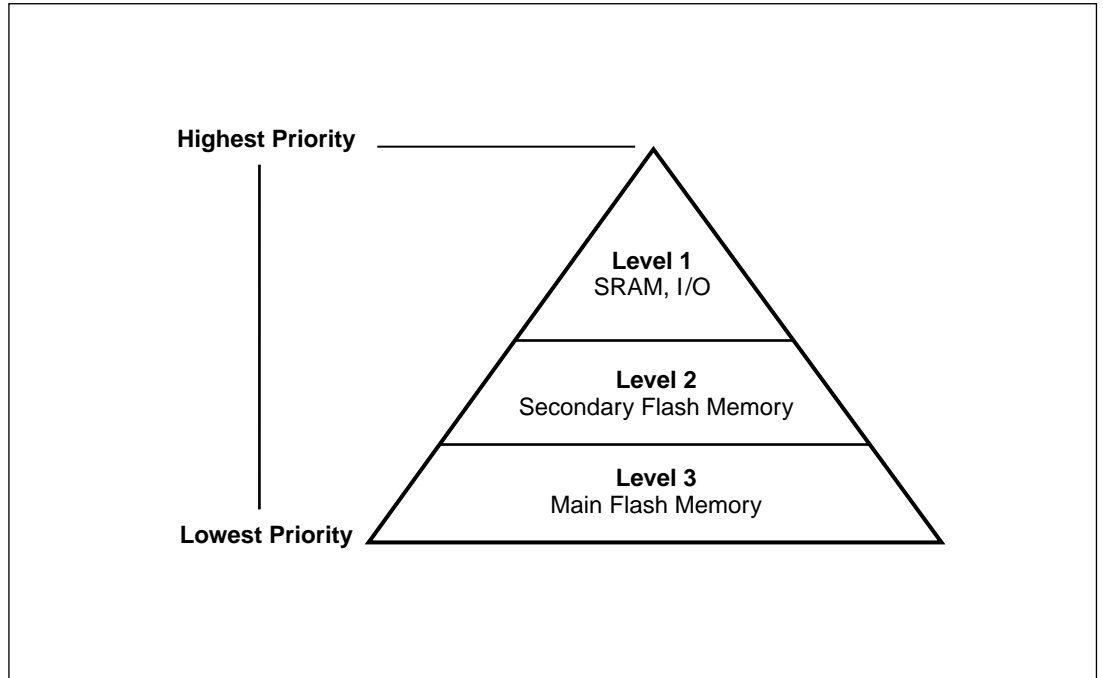 Highest Priority
Level 1
SRAM, I/O
Level 2
Secondary Flash Memory
Level 3
Main Flash Memory
Lowest Priority